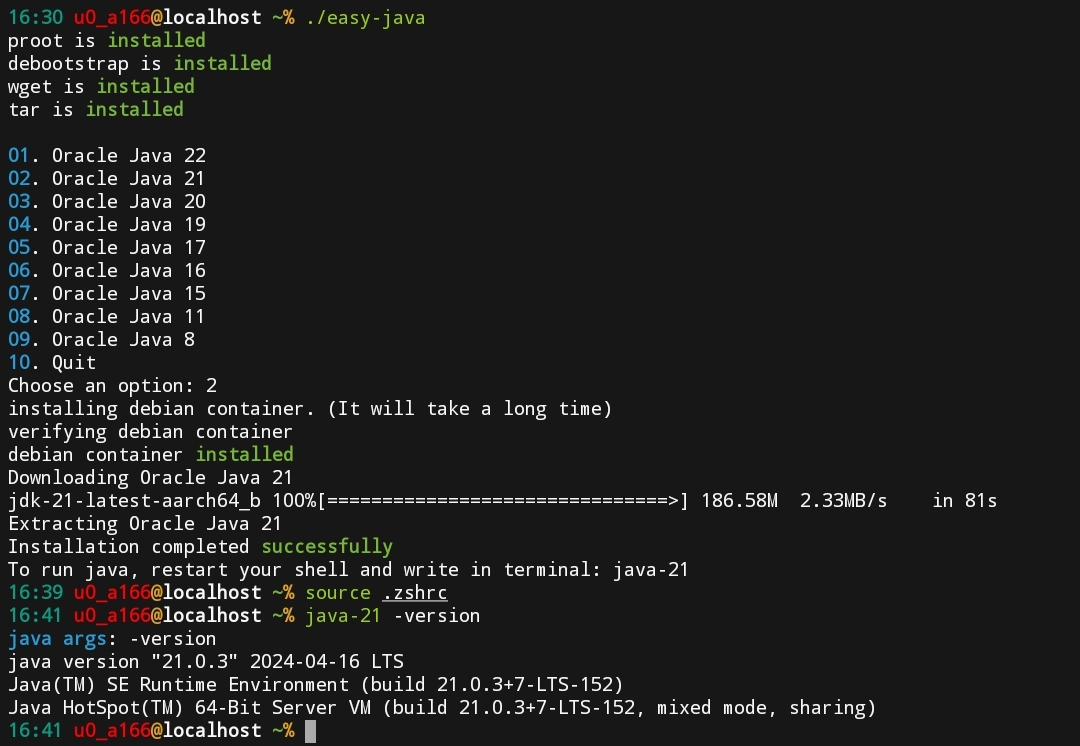 16:30 u0_a166@localhost ~% ./easy-java
proot is installed
debootstrap is installed
wget is installed
tar is installed
01. Oracle Java 22
02. Oracle Java 21
03. Oracle Java 20
04. Oracle Java 19
05. Oracle Java 17
06. Oracle Java 16
07. Oracle Java 15
08. Oracle Java 11
09. Oracle Java 8
10. Quit
Choose an option: 2
installing debian container. (It will take a long time)
verifying debian container
debian container installed
Downloading Oracle Java 21
jdk-21-latest-aarch64_b 100%[===============================>] 186.58M  2.33MB/s    in 81s
Extracting Oracle Java 21
Installation completed successfully
To run java, restart your shell and write in terminal: java-21
16:39 u0_a166@localhost ~% source .zshrc
16:41 u0_a166@localhost ~% java-21 -version
java args: -version
java version "21.0.3" 2024-04-16 LTS
Java(TM) SE Runtime Environment (build 21.0.3+7-LTS-152)
Java HotSpot(TM) 64-Bit Server VM (build 21.0.3+7-LTS-152, mixed mode, sharing)
16:41 u0_a166@localhost ~%